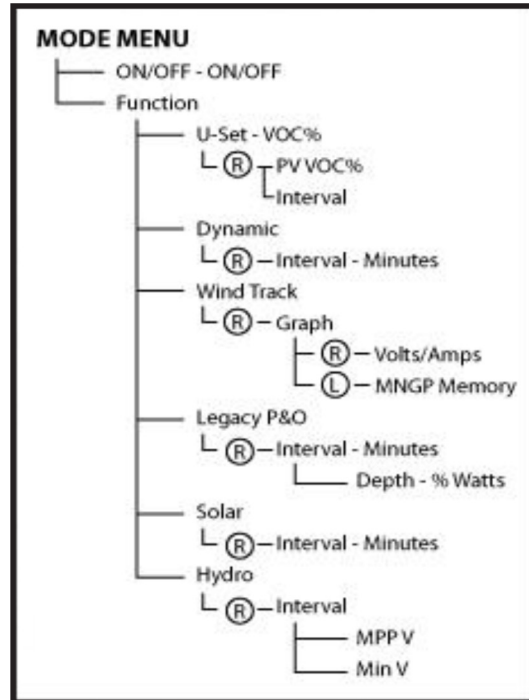 MODE MENU
ON/OFF - ON/OFF
Function
U-Set - VOC%
R PV VOC%
Interval
Dynamic
R Interval - Minutes
Wind Track
R Graph
R Volts/Amps
L MNGP Memory
Legacy P&O
R Interval - Minutes
Depth - % Watts
Solar
R Interval - Minutes
Hydro
R Interval
MPP V
Min V